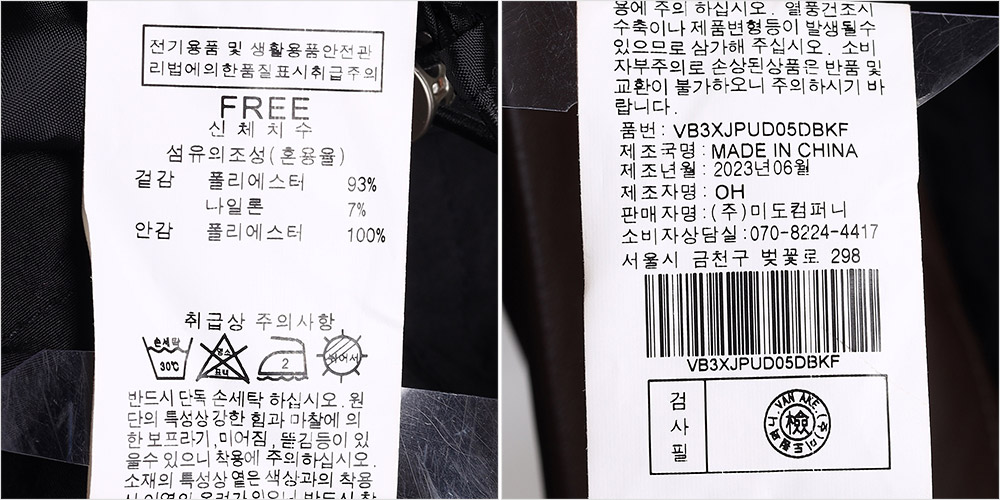 전기용품 및 생활용품안전관
리법에의한품질표시취급주의
FREE
신체치수
섬유의조성(혼용율)
겉감 폴리에스터 93%
나일론 7%
안감 폴리에스터 100%
취급상 주의사항
손세탁
30℃
염소
표백
2
뉘어서
반드시 단독 손세탁 하십시오. 원
단의 특성상 강한 힘과 마찰에 의
한 보프라기,미어짐, 뜯김등이 있
을수 있으니 착용에 주의하십시오.
소재의 특성상 옅은 색상과의 착용
용에 주의 하십시오. 열풍건조시
수축이나 제품변형등이 발생될수
있으므로 삼가해 주십시오. 소비
자부주의로 손상된상품은 반품 및
교환이 불가하오니 주의하시기 바
랍니다.
품번: VB3XJPUD05DBKF
제조국명: MADE IN CHINA
제조년월: 2023년06월
제조자명: OH
판매자명:(주)미도컴퍼니
소비자상담실:070-8224-4417
서울시 금천구 벚꽃로 298
VB3XJPUD05DBKF
검
사
필
VAN AKE.
檢
(주)미도컴퍼니